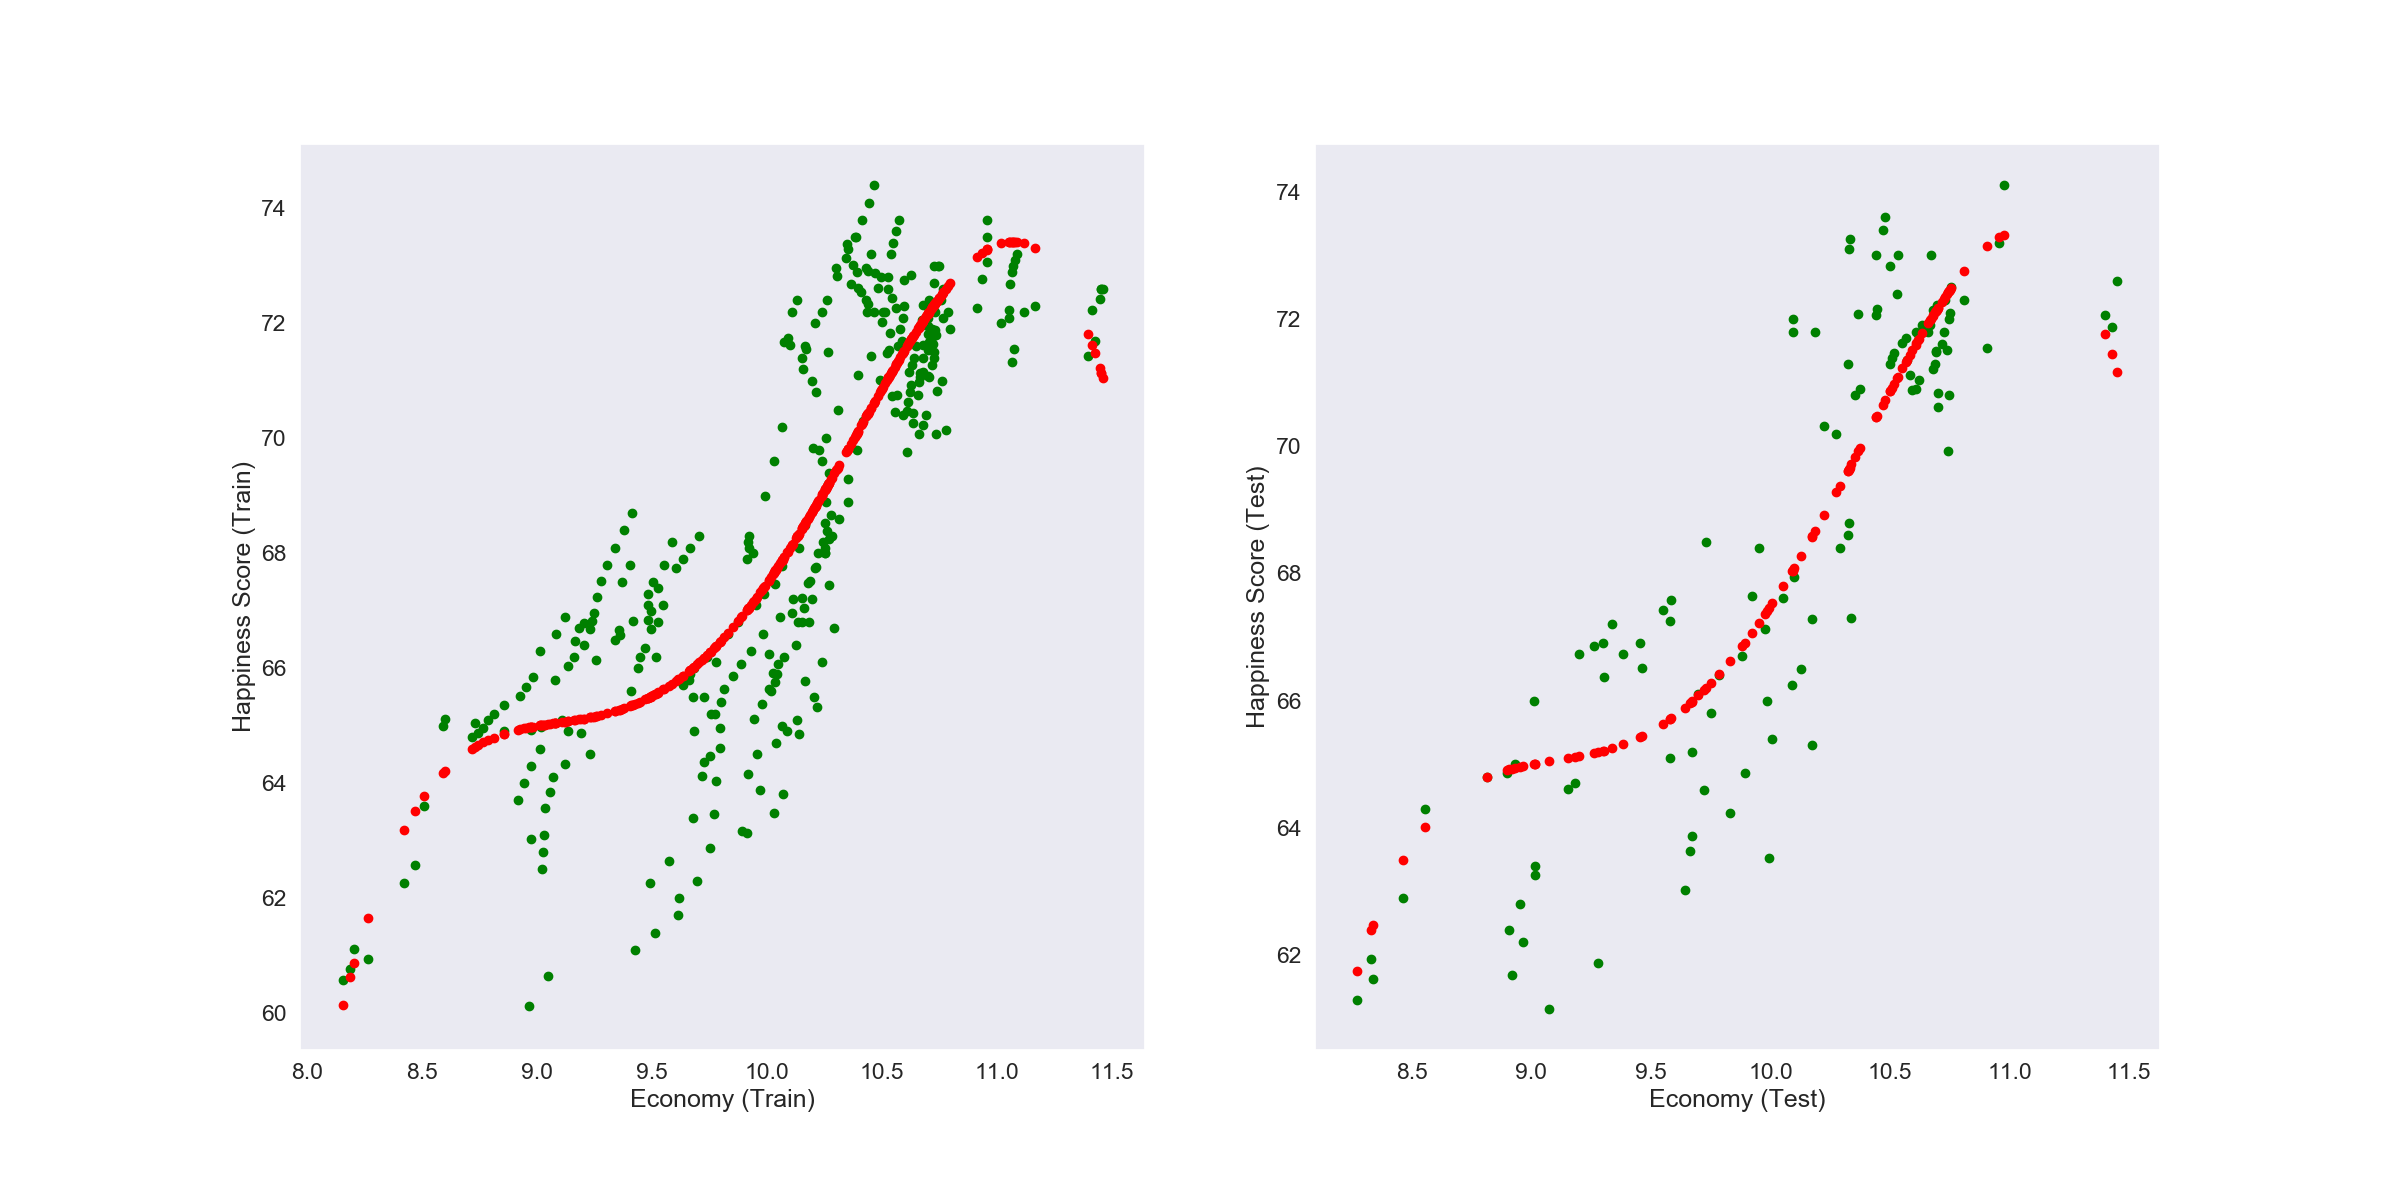 74
72
70
68
66
64
62
60
Happiness Score (Train)
8.0 8.5 9.0 9.5 10.0 10.5 11.0 11.5
Economy (Train)
74
72
70
68
66
64
62
Happiness Score (Test)
8.5 9.0 9.5 10.0 10.5 11.0 11.5
Economy (Test)